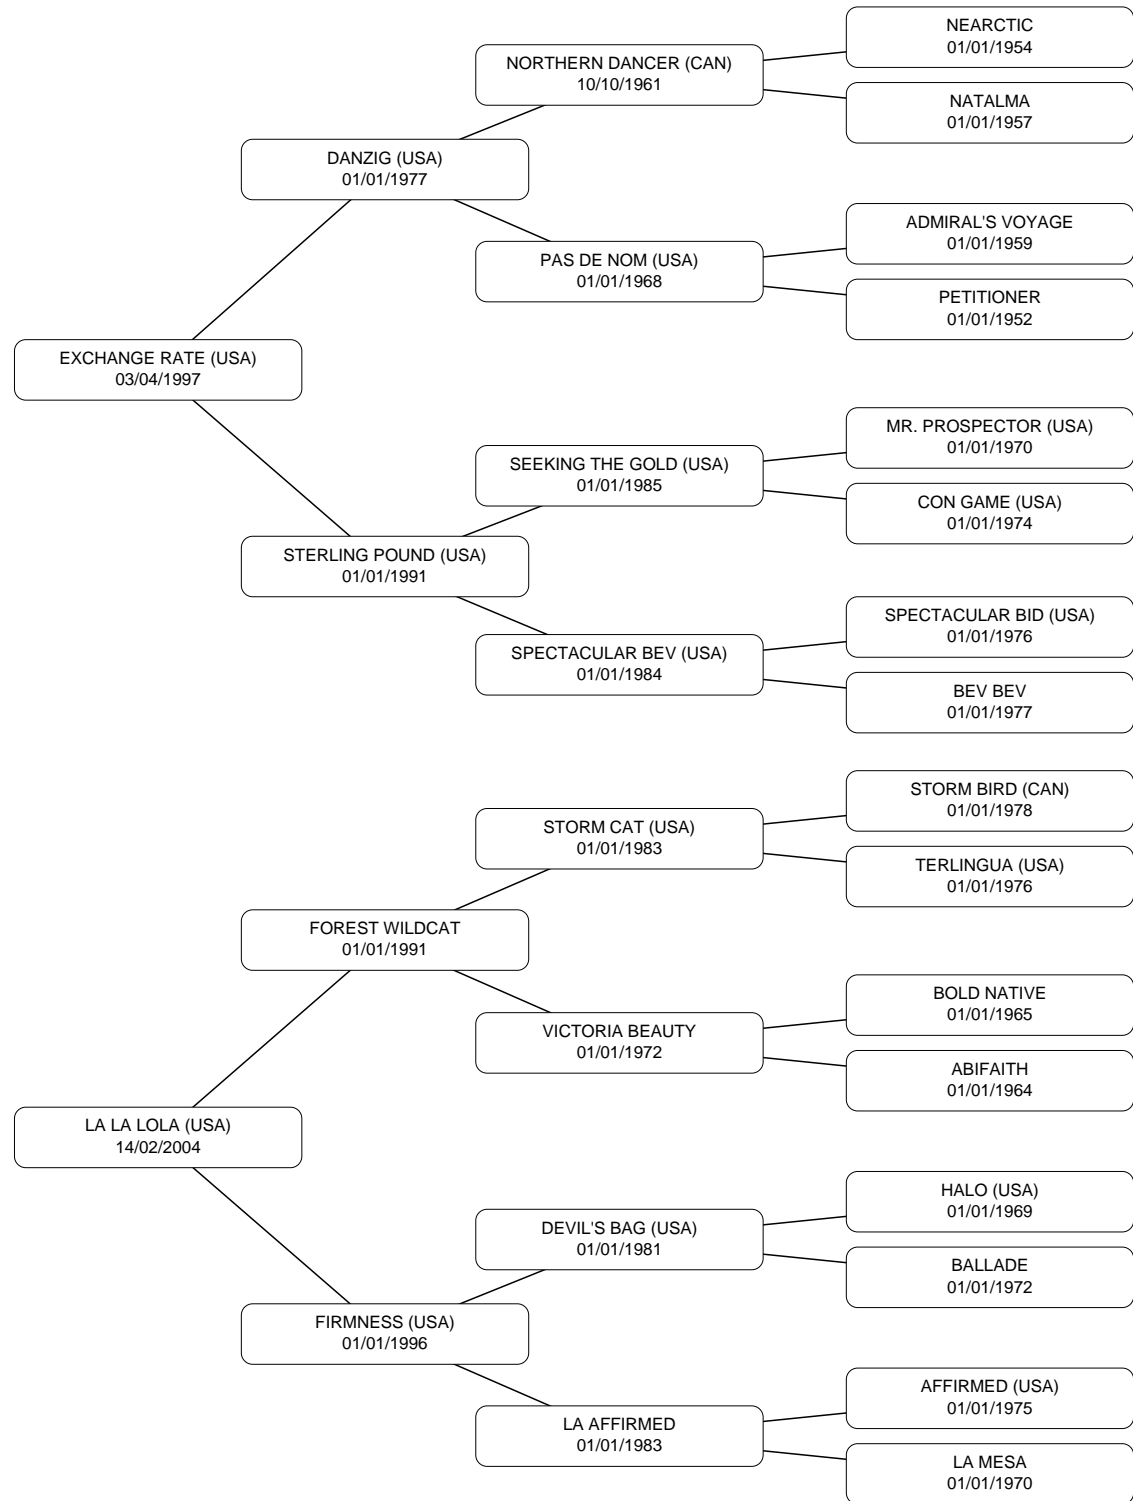 NEARCTIC
01/01/1954
NORTHERN DANCER (CAN)
10/10/1961
NATALMA
01/01/1957
DANZIG (USA)
01/01/1977
ADMIRAL'S VOYAGE
01/01/1959
PAS DE NOM (USA)
01/01/1968
PETITIONER
01/01/1952
EXCHANGE RATE (USA)
03/04/1997
MR. PROSPECTOR (USA)
01/01/1970
SEEKING THE GOLD (USA)
01/01/1985
CON GAME (USA)
01/01/1974
STERLING POUND (USA)
01/01/1991
SPECTACULAR BID (USA)
01/01/1976
SPECTACULAR BEV (USA)
01/01/1984
BEV BEV
01/01/1977
STORM BIRD (CAN)
01/01/1978
STORM CAT (USA)
01/01/1983
TERLINGUA (USA)
01/01/1976
FOREST WILDCAT
01/01/1991
BOLD NATIVE
01/01/1965
VICTORIA BEAUTY
01/01/1972
ABIFAITH
01/01/1964
LA LA LOLA (USA)
14/02/2004
HALO (USA)
01/01/1969
DEVIL'S BAG (USA)
01/01/1981
BALLADE
01/01/1972
FIRMNESS (USA)
01/01/1996
AFFIRMED (USA)
01/01/1975
LA AFFIRMED
01/01/1983
LA MESA
01/01/1970